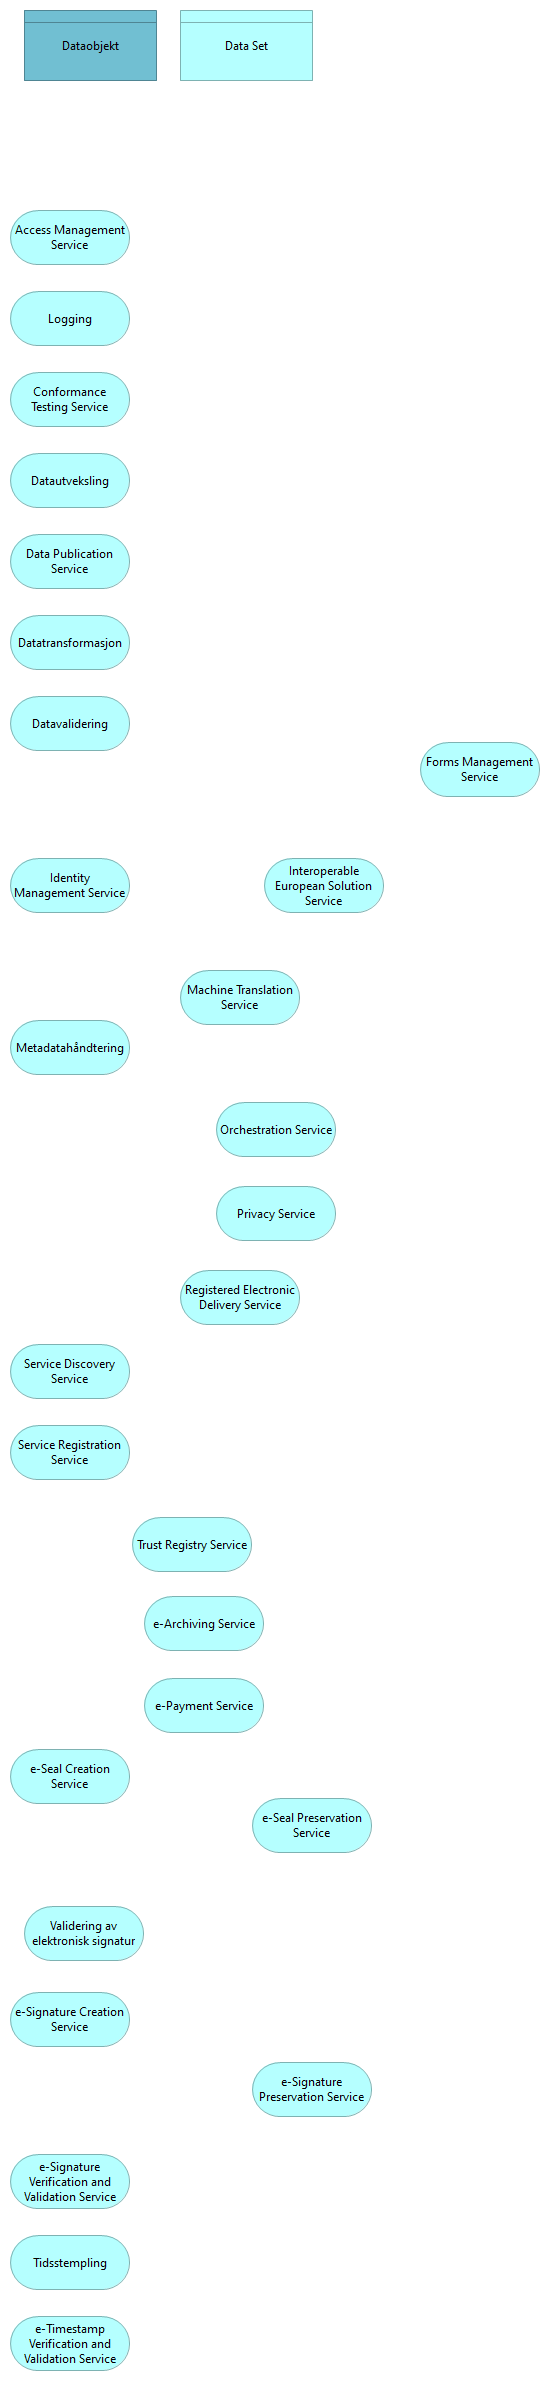 Dataobjekt
Data Set
Access Management
Service
Logging
Conformance
Testing Service
Datautveksling
Data Publication
Service
Datatransformasjon
Datavalidering
Forms Management
Service
Identity
Management Service
Interoperable
European Solution
Service
Machine Translation
Service
Metadatahåndtering
Orchestration Service
Privacy Service
Registered Electronic
Delivery Service
Service Discovery
Service
Service Registration
Service
Trust Registry Service
e-Archiving Service
e-Payment Service
e-Seal Creation
Service
e-Seal Preservation
Service
Validering av
elektronisk signatur
e-Signature Creation
Service
e-Signature
Preservation Service
e-Signature
Verification and
Validation Service
Tidsstempling
e-Timestamp
Verification and
Validation Service